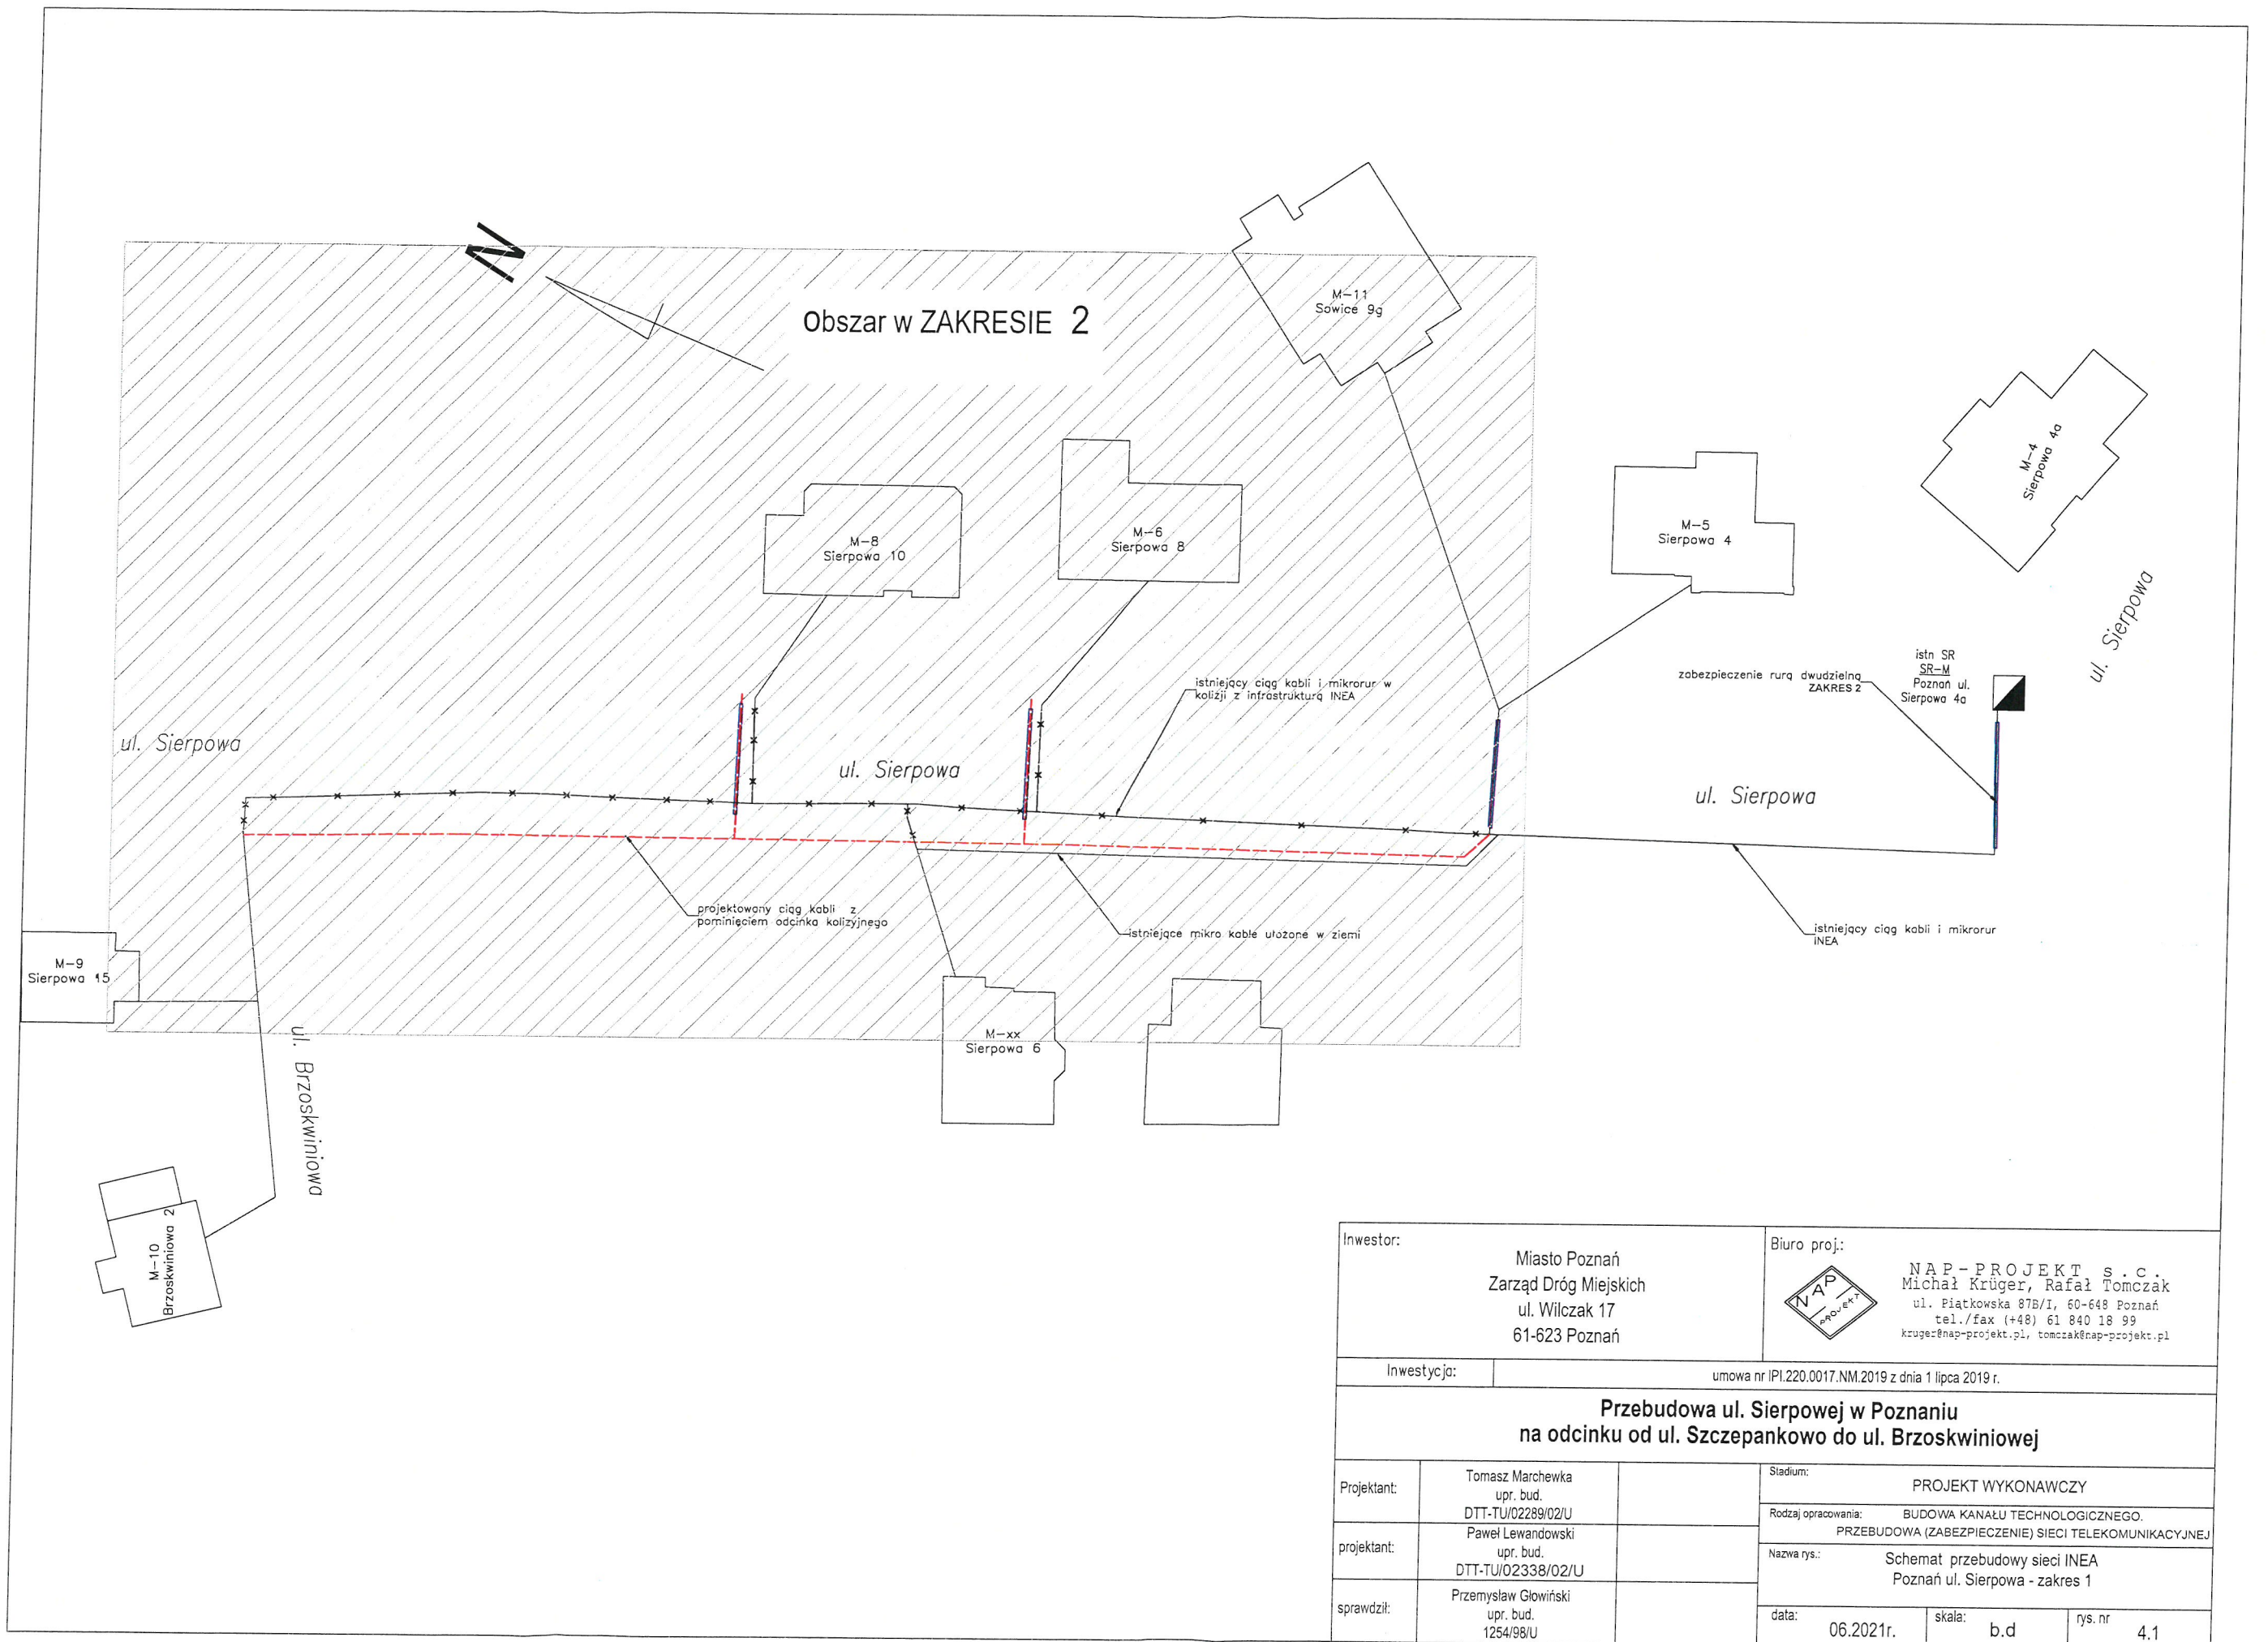 N
Obszar w ZAKRESIE 2
M-11
Sowice 9g
M-4
Sierpowa 4a
M-8
Sierpowa 10
M-6
Sierpowa 8
M-5
Sierpowa 4
ul. Sierpowa
istn SR
SR-M
Poznań ul.
Sierpowa 4a
zabezpieczenie rurą dwudzielną
ZAKRES 2
istniejący ciąg kabli i mikrorur w
kolizji z infrastrukturą INEA
ul. Sierpowa
ul. Sierpowa
ul. Sierpowa
projektowany ciąg kabli z
pominięciem odcinka kolizyjnego
istniejące mikro kable ułożone w ziemi
istniejący ciąg kabli i mikrorur
INEA
M-9
Sierpowa 15
M-xx
Sierpowa 6
ul. Brzoskwiniowa
M-10
Brzoskwiniowa 2
Inwestor:
Miasto Poznań
Zarząd Dróg Miejskich
ul. Wilczak 17
61-623 Poznań
Biuro proj.:
NAP PROJEKT
NAP-PROJEKT s.c.
Michał Krüger, Rafał Tomczak
ul. Piątkowska 87B/I, 60-648 Poznań
tel./fax (+48) 61 840 18 99
kruger@nap-projekt.pl, tomczak@nap-projekt.pl
Inwestycja:
umowa nr IPI.220.0017.NM.2019 z dnia 1 lipca 2019 r.
Przebudowa ul. Sierpowej w Poznaniu
na odcinku od ul. Szczepankowo do ul. Brzoskwiniowej
Projektant:
Tomasz Marchewka
upr. bud.
DTT-TU/02289/02/U
Stadium:
PROJEKT WYKONAWCZY
Rodzaj opracowania: BUDOWA KANAŁU TECHNOLOGICZNEGO.
PRZEBUDOWA (ZABEZPIECZENIE) SIECI TELEKOMUNIKACYJNEJ
projektant:
Paweł Lewandowski
upr. bud.
DTT-TU/02338/02/U
Nazwa rys.: Schemat przebudowy sieci INEA
Poznań ul. Sierpowa - zakres 1
sprawdził:
Przemysław Głowiński
upr. bud.
1254/98/U
data: 06.2021r.
skala: b.d
rys. nr 4.1